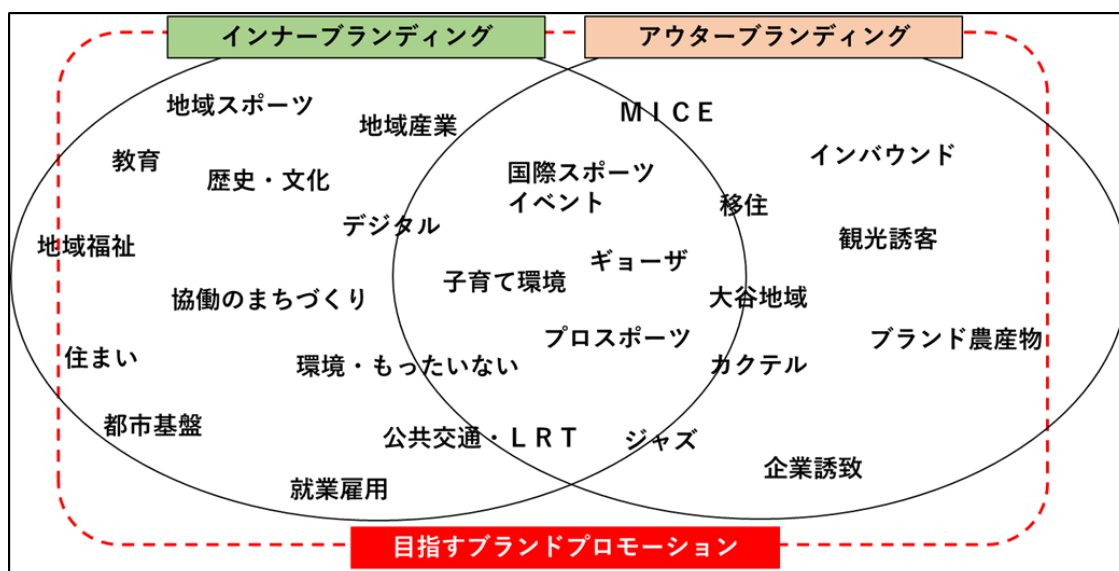 インナーブランディング
アウターブランディング
地域スポーツ
地域産業
ＭＩＣＥ
教育
歴史・文化
国際スポーツ
イベント
インバウンド
移住
デジタル
地域福祉
観光誘客
ギョーザ
子育て環境
協働のまちづくり
大谷地域
プロスポーツ
ブランド農産物
住まい
環境・もったいない
カクテル
都市基盤
公共交通・ＬＲＴ
ジャズ
企業誘致
就業雇用
目指すブランドプロモーション